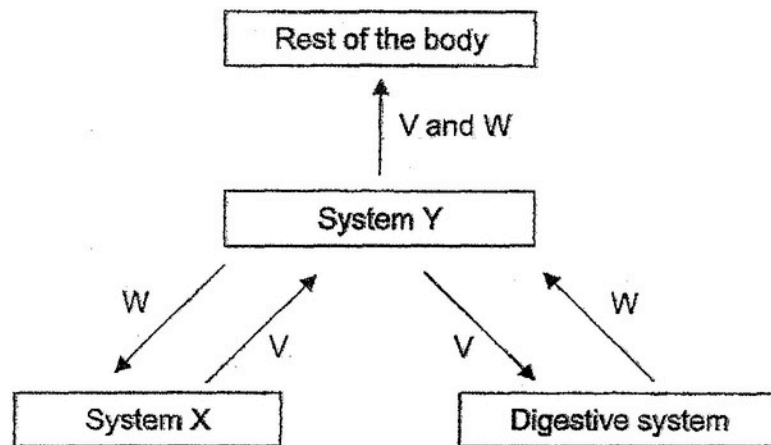 Rest of the body
V and W
System Y
W
V
V
W
System X
Digestive system